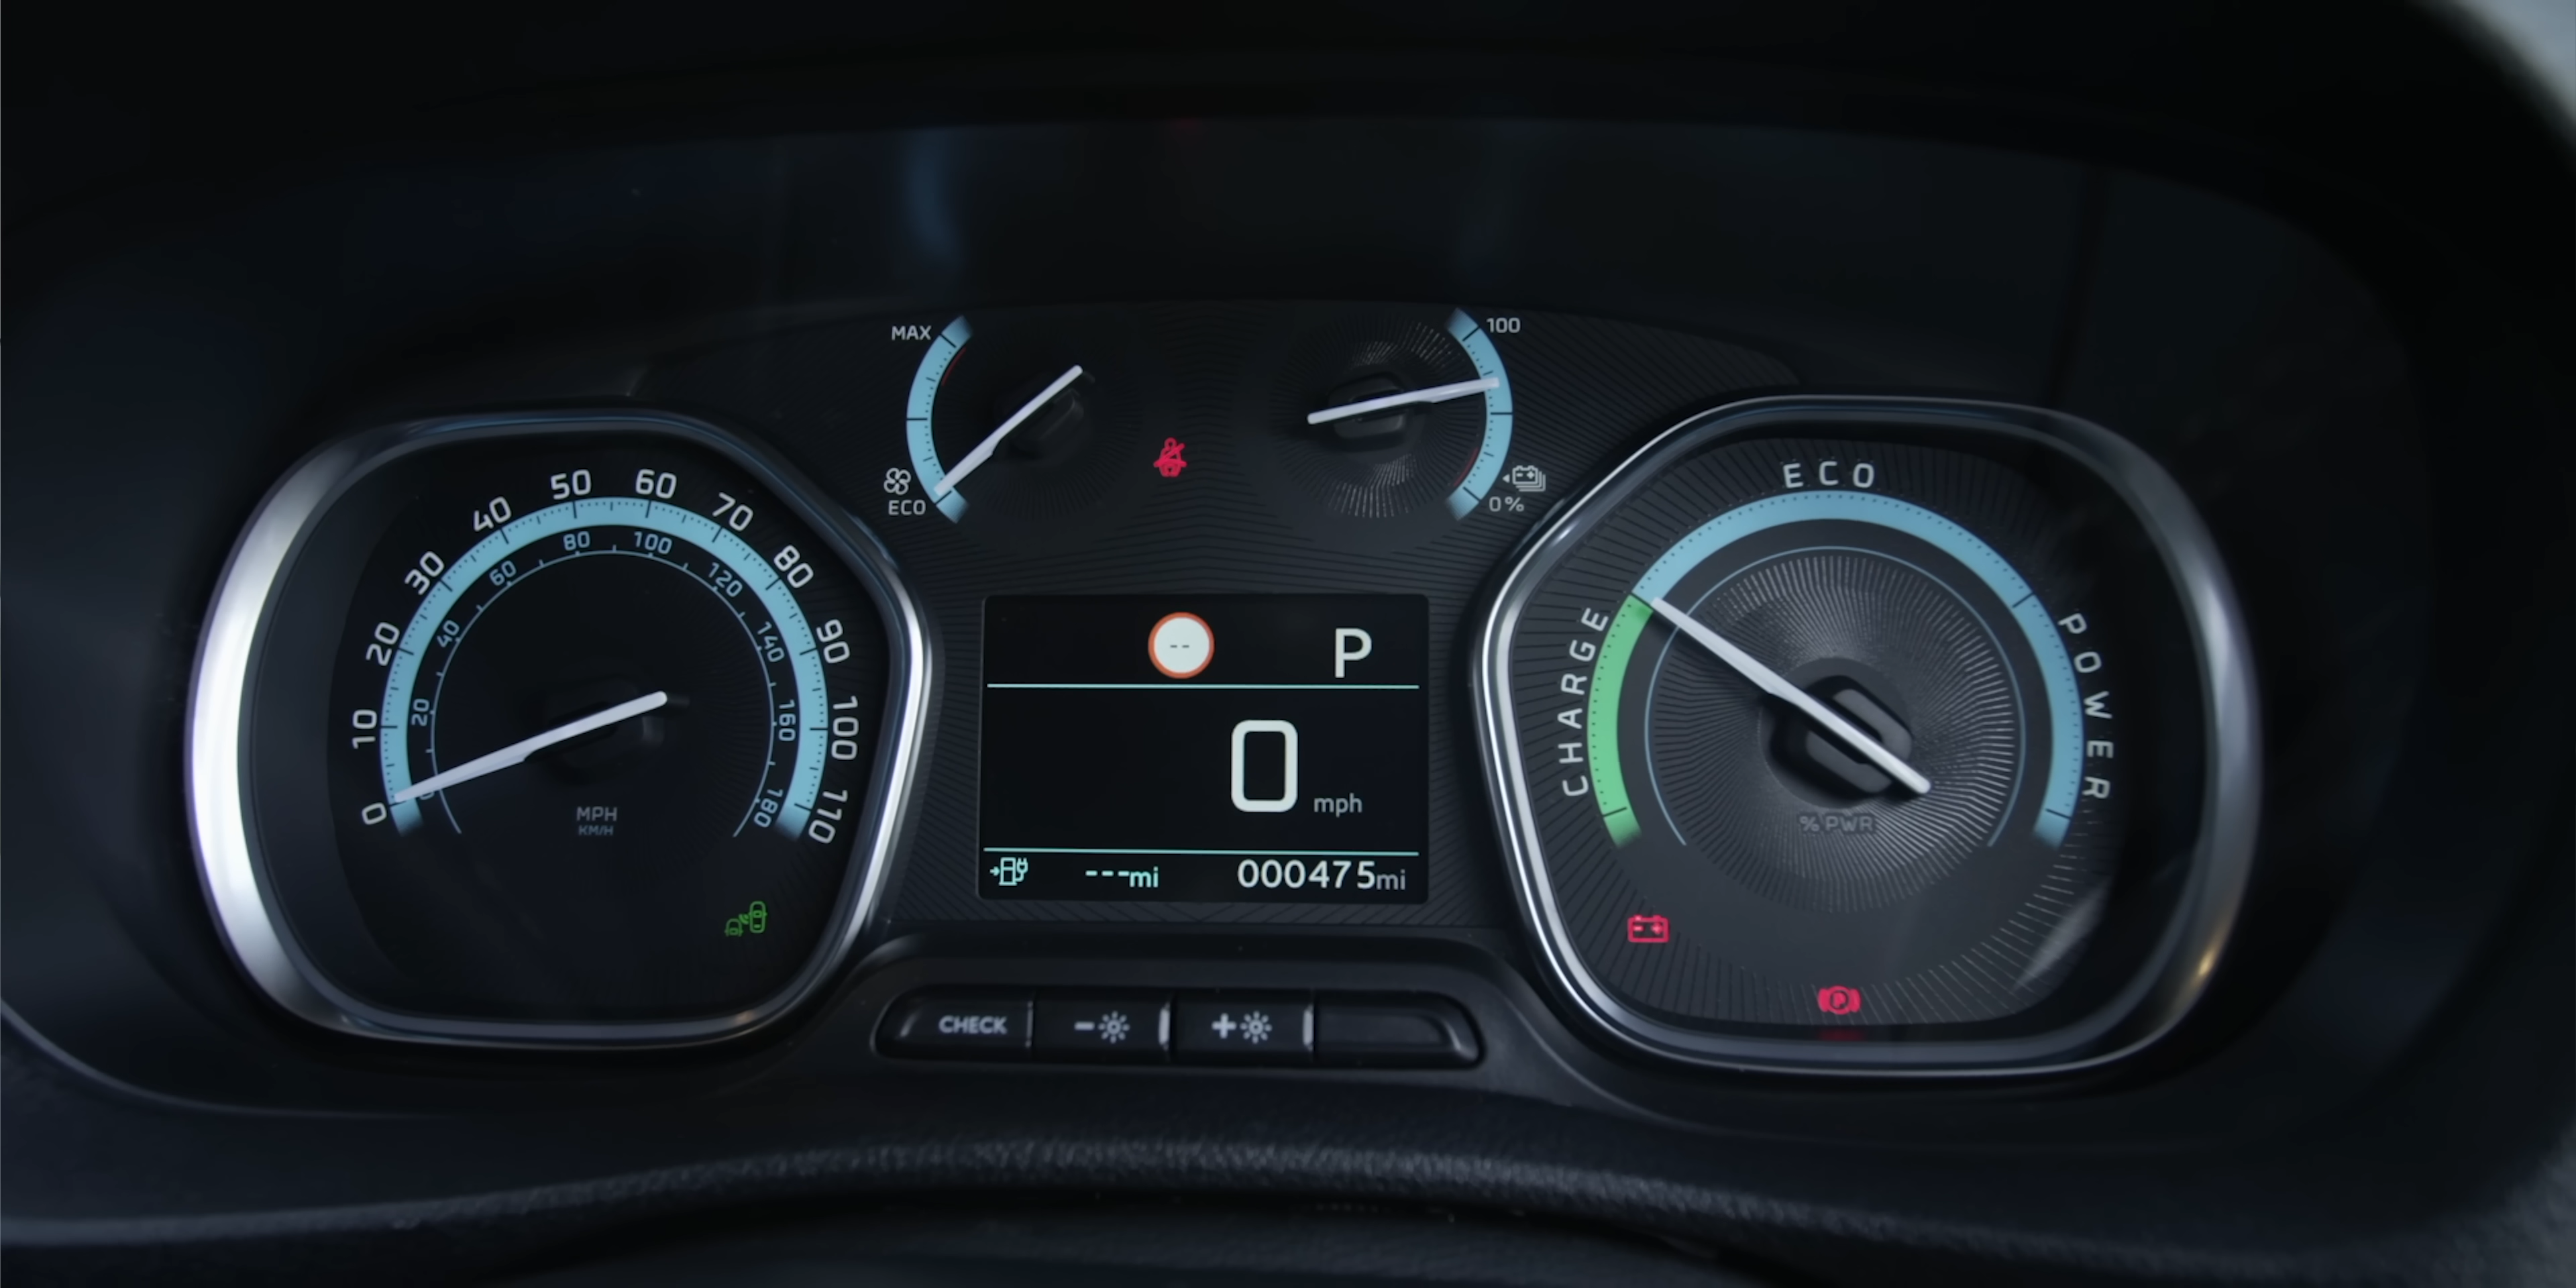 MAX
ECO
100
0%
0 10 20 30 40 50 60 70 80 90 100 110
0 20 40 60 80 100 120 140 160 180
MPH
KM/H
-- P
0 mph
---mi 000475mi
CHARGE ECO POWER
% PWR
P
CHECK - +